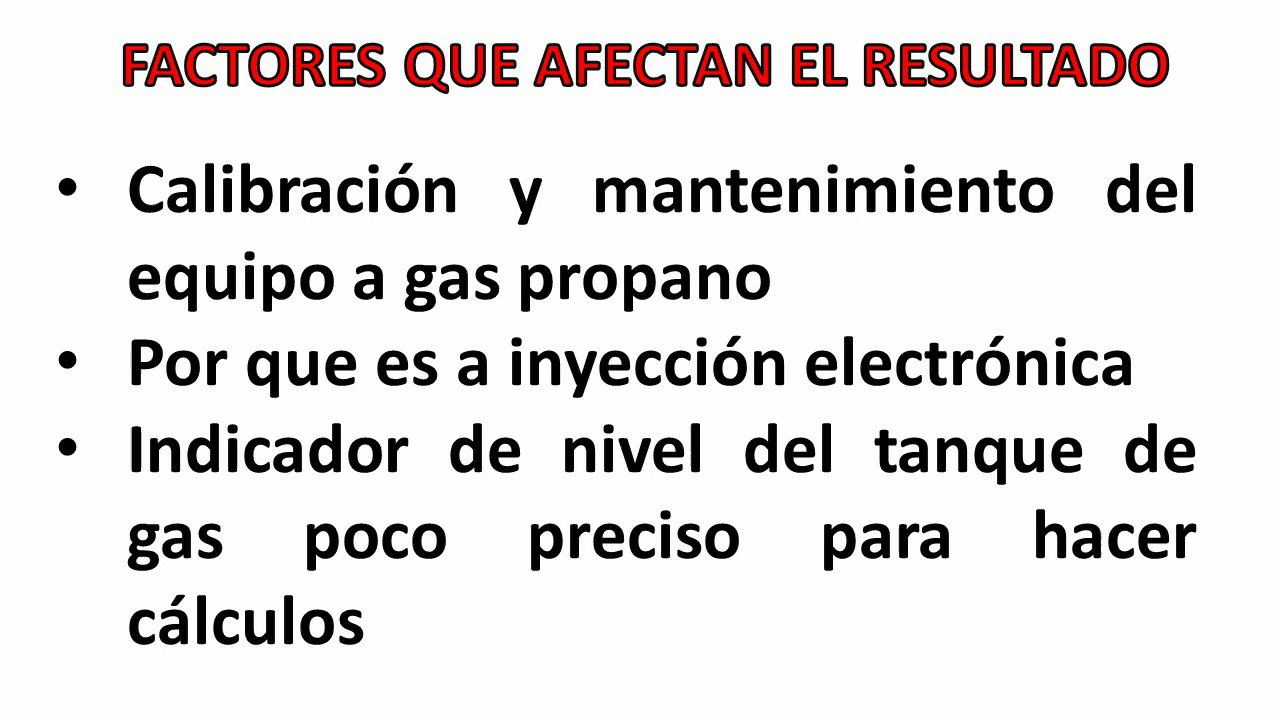 FACTORES QUE AFECTAN EL RESULTADO
• Calibración y mantenimiento del
equipo a gas propano
• Por que es a inyección electrónica
• Indicador de nivel del tanque de
gas poco preciso para hacer
cálculos